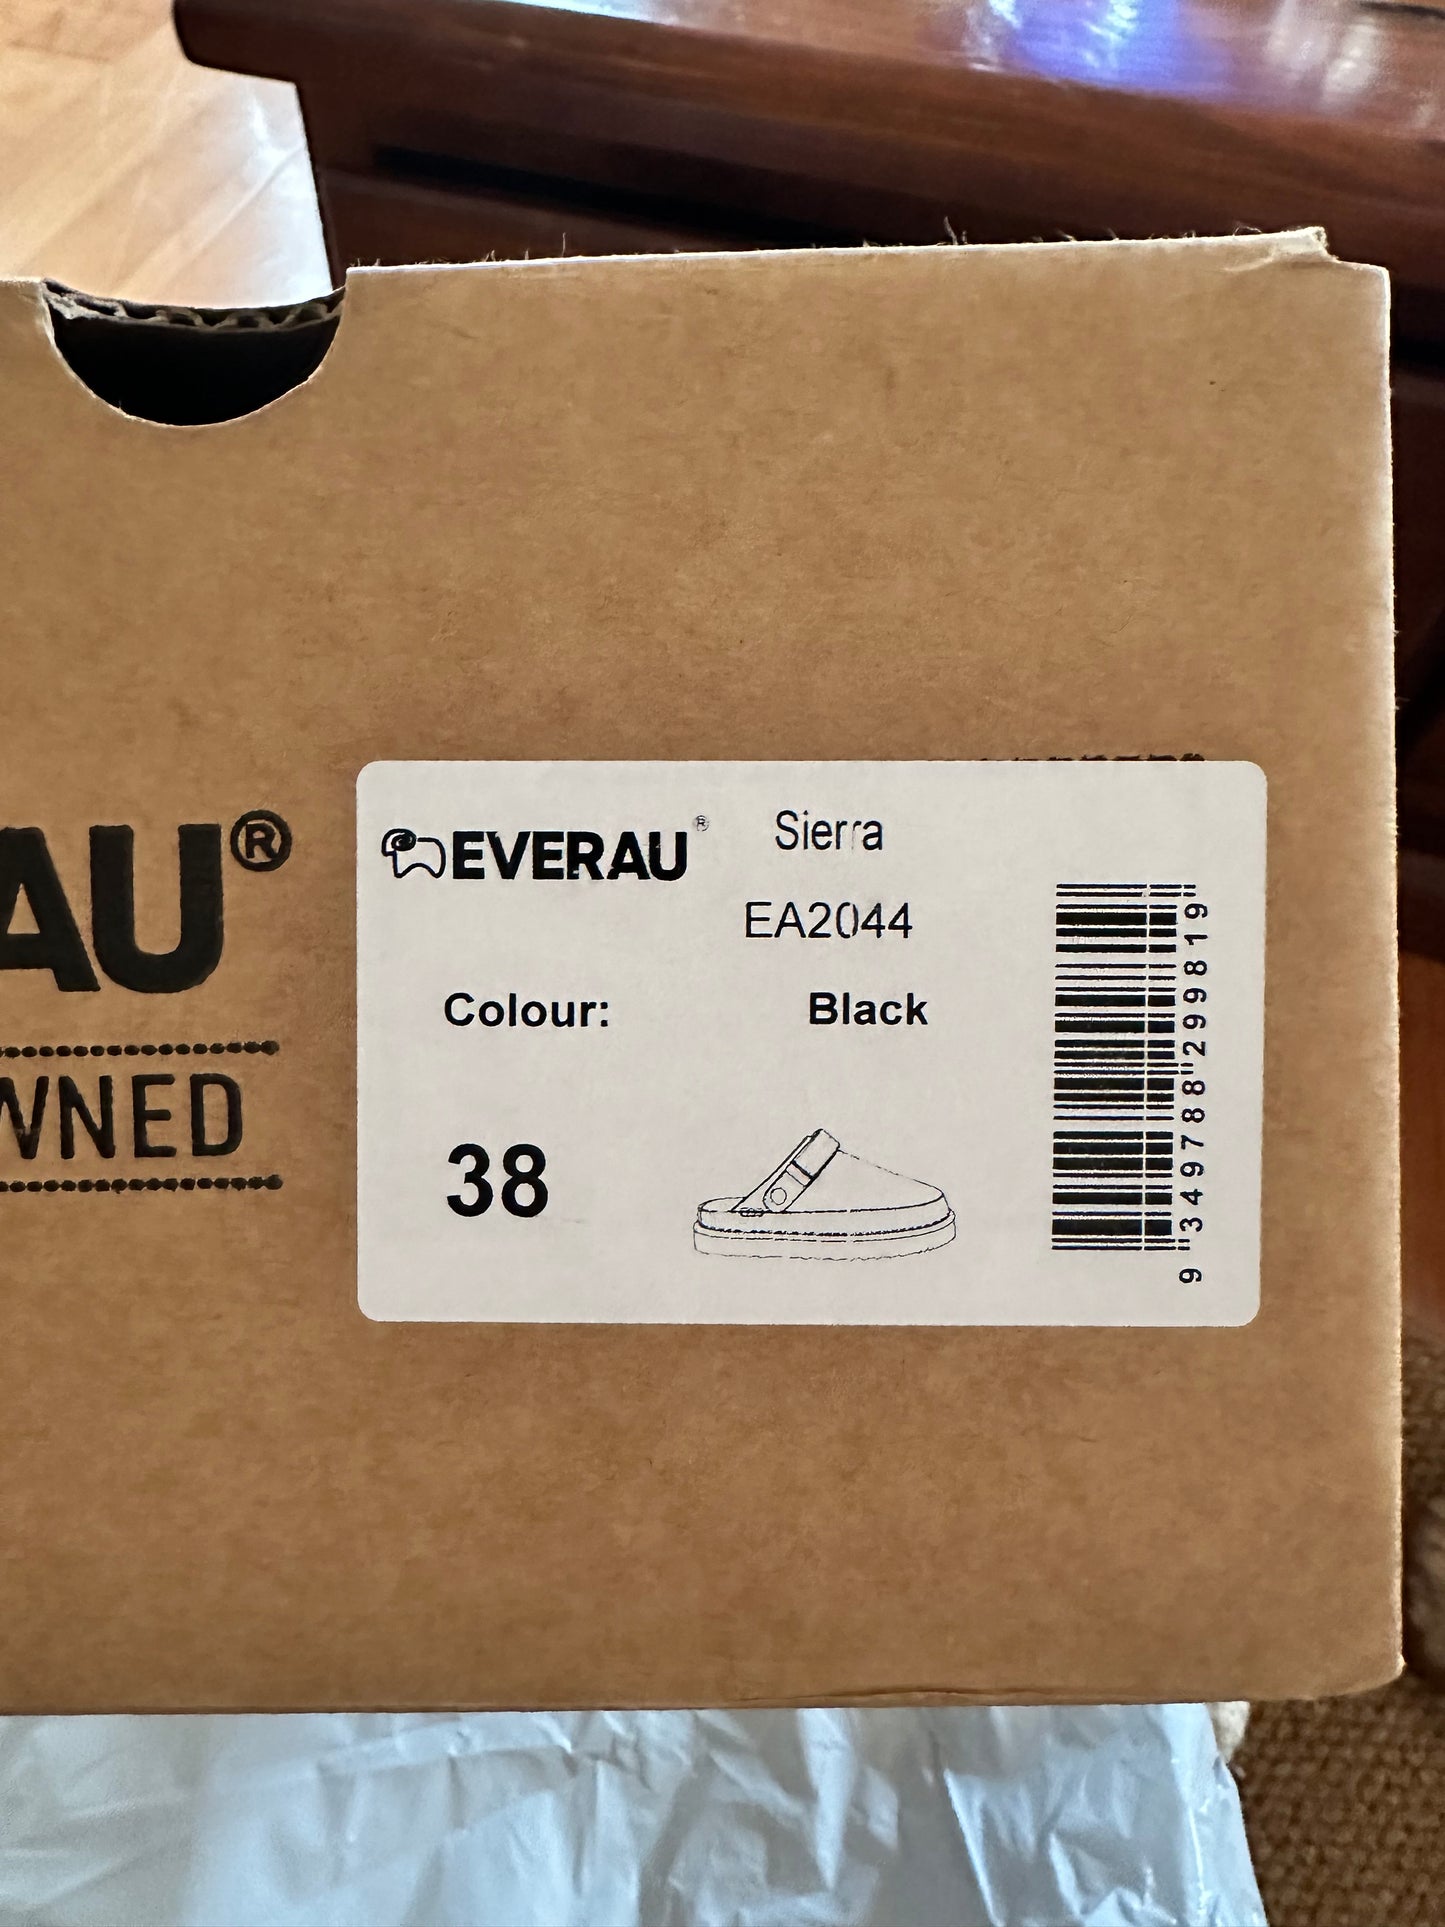 AU®
WNED
EVERAU®
Sierra
EA2044
Colour: Black
38
9 349788 299819